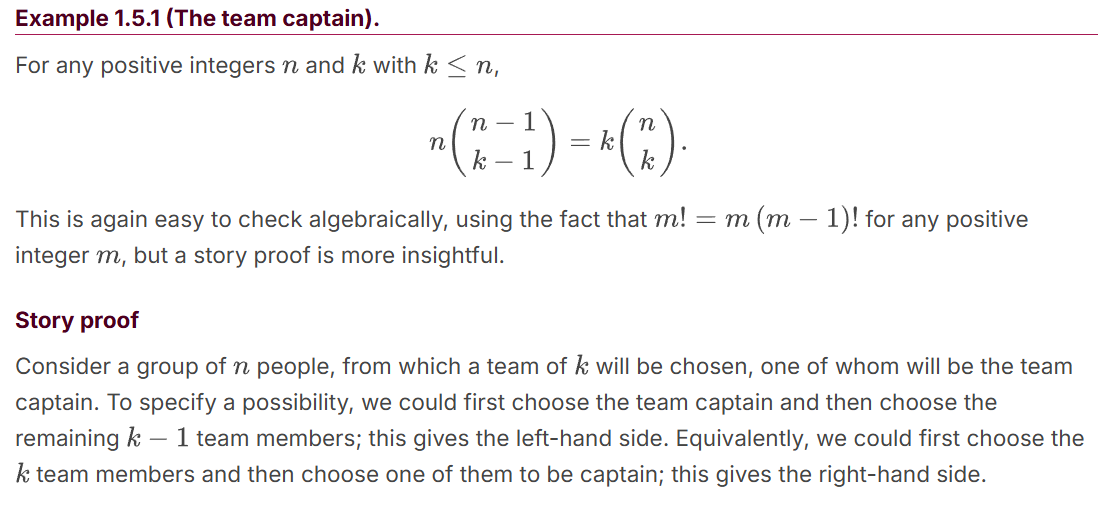 Example 1.5.1 (The team captain).
For any positive integers n and k with k ≤ n,
n\binom{n-1}{k-1} = k\binom{n}{k}.
This is again easy to check algebraically, using the fact that m! = m (m − 1)! for any positive
integer m, but a story proof is more insightful.
Story proof
Consider a group of n people, from which a team of k will be chosen, one of whom will be the team
captain. To specify a possibility, we could first choose the team captain and then choose the
remaining k − 1 team members; this gives the left-hand side. Equivalently, we could first choose the
k team members and then choose one of them to be captain; this gives the right-hand side.